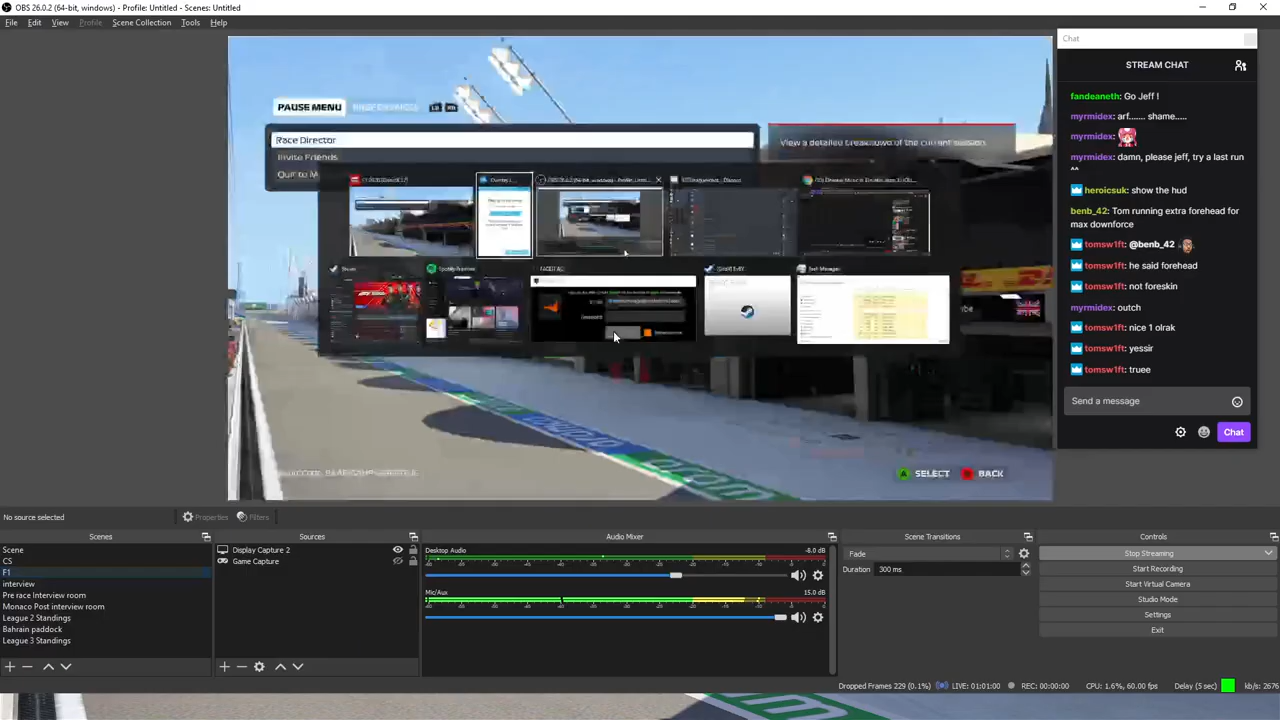 OBS 26.0.2 (64-bit, windows) - Profile: Untitled - Scenes: Untitled
File Edit View Profile Scene Collection Tools Help
PAUSE MENU
Race Director
Invite Friends
Quit to M
View a detailed breakdown of the current session
Steam
Task Manager
SELECT BACK
Chat
STREAM CHAT
fandeaneth: Go Jeff !
myrmidex: arf....... shame.....
myrmidex:
myrmidex: damn, please jeff, try a last run
^^
heroicsuk: show the hud
benb_42: Tom running extra forehead for
max downforce
tomsw1ft: @benb_42
tomsw1ft: he said forehead
tomsw1ft: not foreskin
myrmidex: outch
tomsw1ft: nice 1 olrak
tomsw1ft: yessir
tomsw1ft: truee
Send a message
Chat
No source selected
Properties Filters
Scenes
Scene
CS
F1
interview
Pre race Interview room
Monaco Post interview room
League 2 Standings
Bahrain paddock
League 3 Standings
Sources
Display Capture 2
Game Capture
Audio Mixer
Desktop Audio -6.0 dB
Mic/Aux 15.0 dB
Scene Transitions
Fade
Duration 300 ms
Controls
Stop Streaming
Start Recording
Start Virtual Camera
Studio Mode
Settings
Exit
Dropped Frames 229 (0.1%) LIVE: 01:01:00 REC: 00:00:00 CPU: 1.6%, 60.00 fps Delay (5 sec) kb/s: 2676